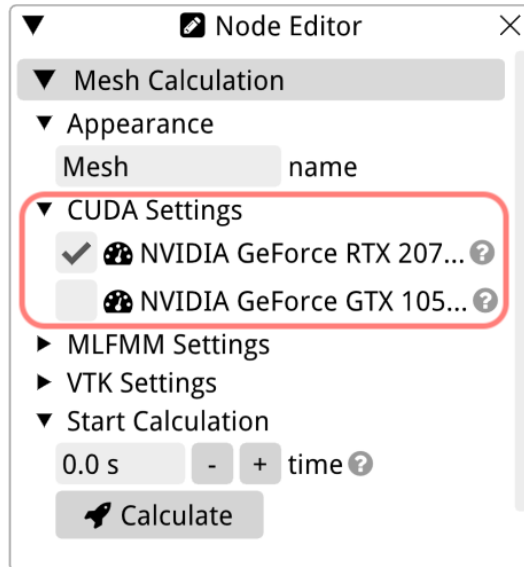 Node Editor
Mesh Calculation
Appearance
Mesh name
CUDA Settings
NVIDIA GeForce RTX 207... ?
NVIDIA GeForce GTX 105... ?
MLFMM Settings
VTK Settings
Start Calculation
0.0 s - + time ?
Calculate